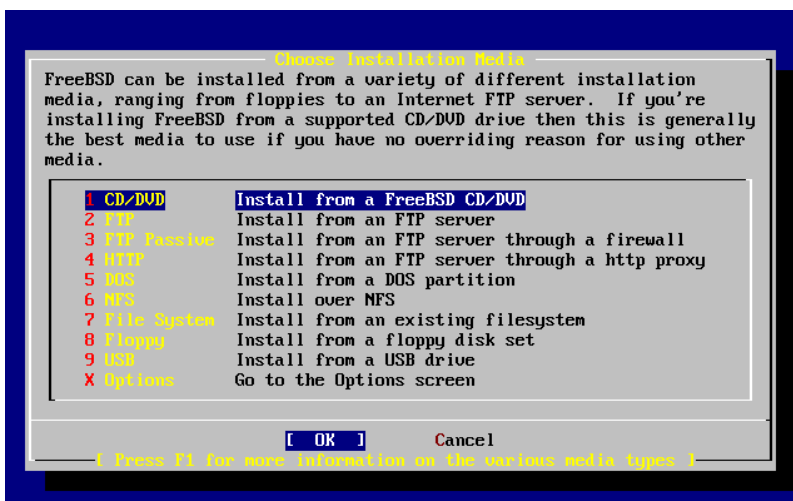 Choose Installation Media
FreeBSD can be installed from a variety of different installation
media, ranging from floppies to an Internet FTP server.  If you're
installing FreeBSD from a supported CD/DVD drive then this is generally
the best media to use if you have no overriding reason for using other
media.
1 CD/DVD Install from a FreeBSD CD/DVD
2 FTP Install from an FTP server
3 FTP Passive Install from an FTP server through a firewall
4 HTTP Install from an FTP server through a http proxy
5 DOS Install from a DOS partition
6 NFS Install over NFS
7 File System Install from an existing filesystem
8 Floppy Install from a floppy disk set
9 USB Install from a USB drive
X Options Go to the Options screen
[ OK ] Cancel
[ Press F1 for more information on the various media types ]